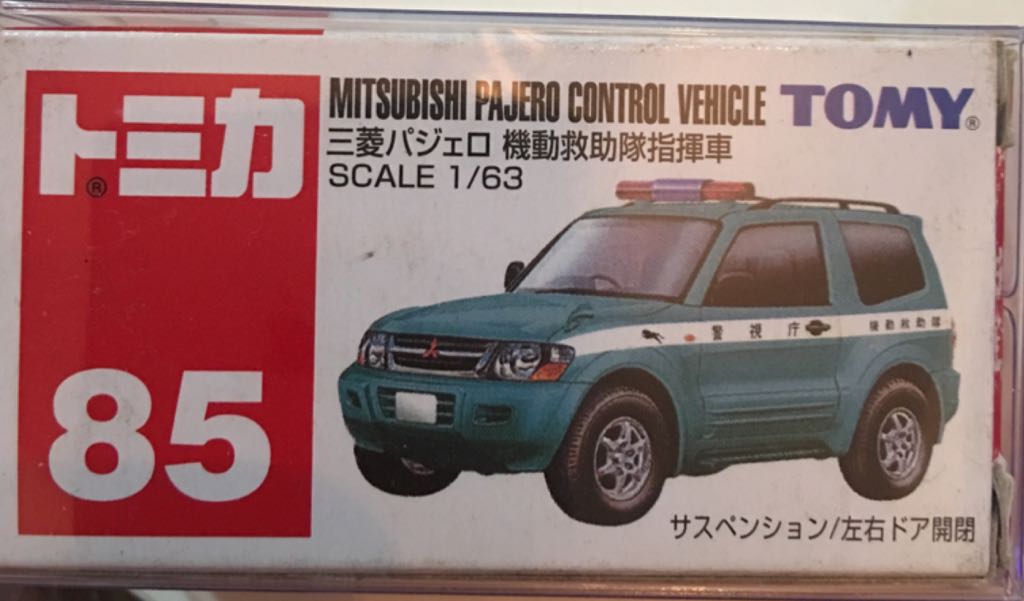 トミカ®
85
MITSUBISHI PAJERO CONTROL VEHICLE
TOMY®
三菱パジェロ 機動救助隊指揮車
SCALE 1/63
警視庁
機動救助隊
サスペンション/左右ドア開閉